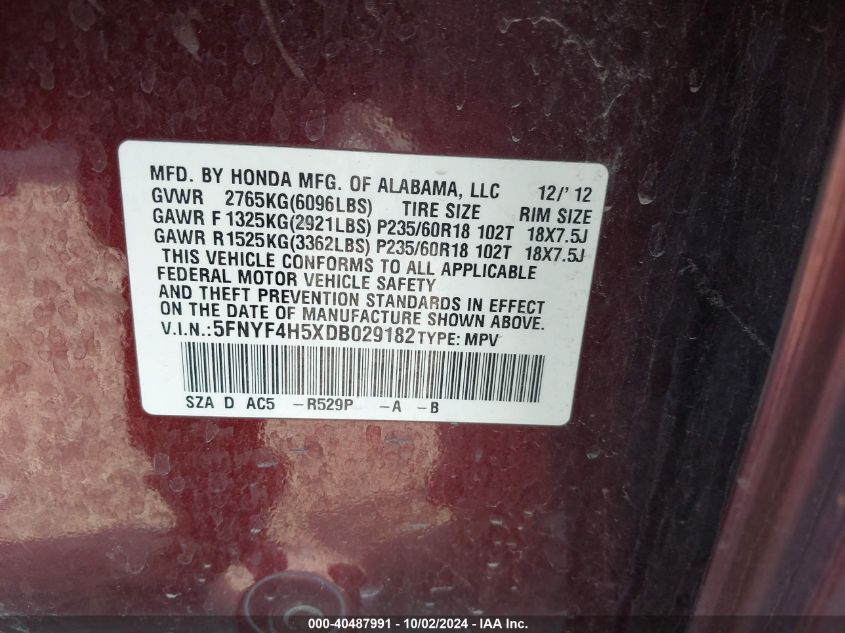 MFD. BY HONDA MFG. OF ALABAMA, LLC 12/'12
GVWR 2765KG(6096LBS) TIRE SIZE RIM SIZE
GAWR F 1325KG(2921LBS) P235/60R18 102T 18X7.5J
GAWR R1525KG(3362LBS) P235/60R18 102T 18X7.5J
THIS VEHICLE CONFORMS TO ALL APPLICABLE
FEDERAL MOTOR VEHICLE SAFETY
AND THEFT PREVENTION STANDARDS IN EFFECT
ON THE DATE OF MANUFACTURE SHOWN ABOVE.
V.I.N.:5FNYF4H5XDB029182 TYPE: MPV
SZA D AC5 -R529P -A -B
000-40487991 - 10/02/2024 - IAA Inc.